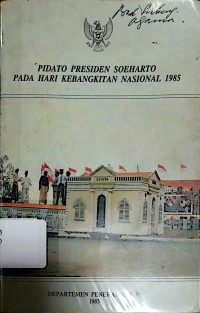 PIDATO PRESIDEN SOEHARTO
PADA HARI KEBANGKITAN NASIONAL 1985
DEPARTEMEN
1985